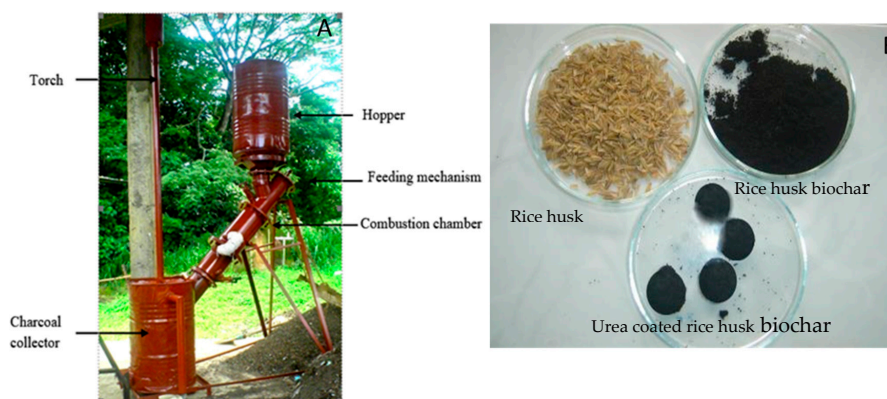 A
Torch
Hopper
Feeding mechanism
Combustion chamber
Charcoal
collector
Rice husk
Rice husk biochar
Urea coated rice husk biochar